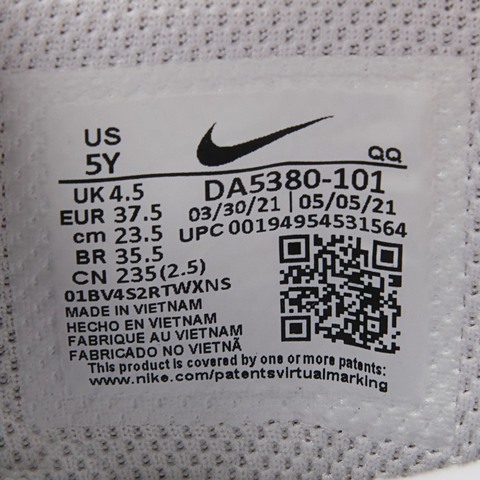 US
5Y
QQ
UK 4.5
EUR 37.5
cm 23.5
BR 35.5
CN 235(2.5)
DA5380-101
03/30/21 | 05/05/21
UPC 00194954531564
01BV4S2RTWXNS
MADE IN VIETNAM
HECHO EN VIETNAM
FABRIQUE AU VIETNAM
FABRICADO NO VIETNÃ
This product is covered by one or more patents:
www.nike.com/patentsvirtualmarking